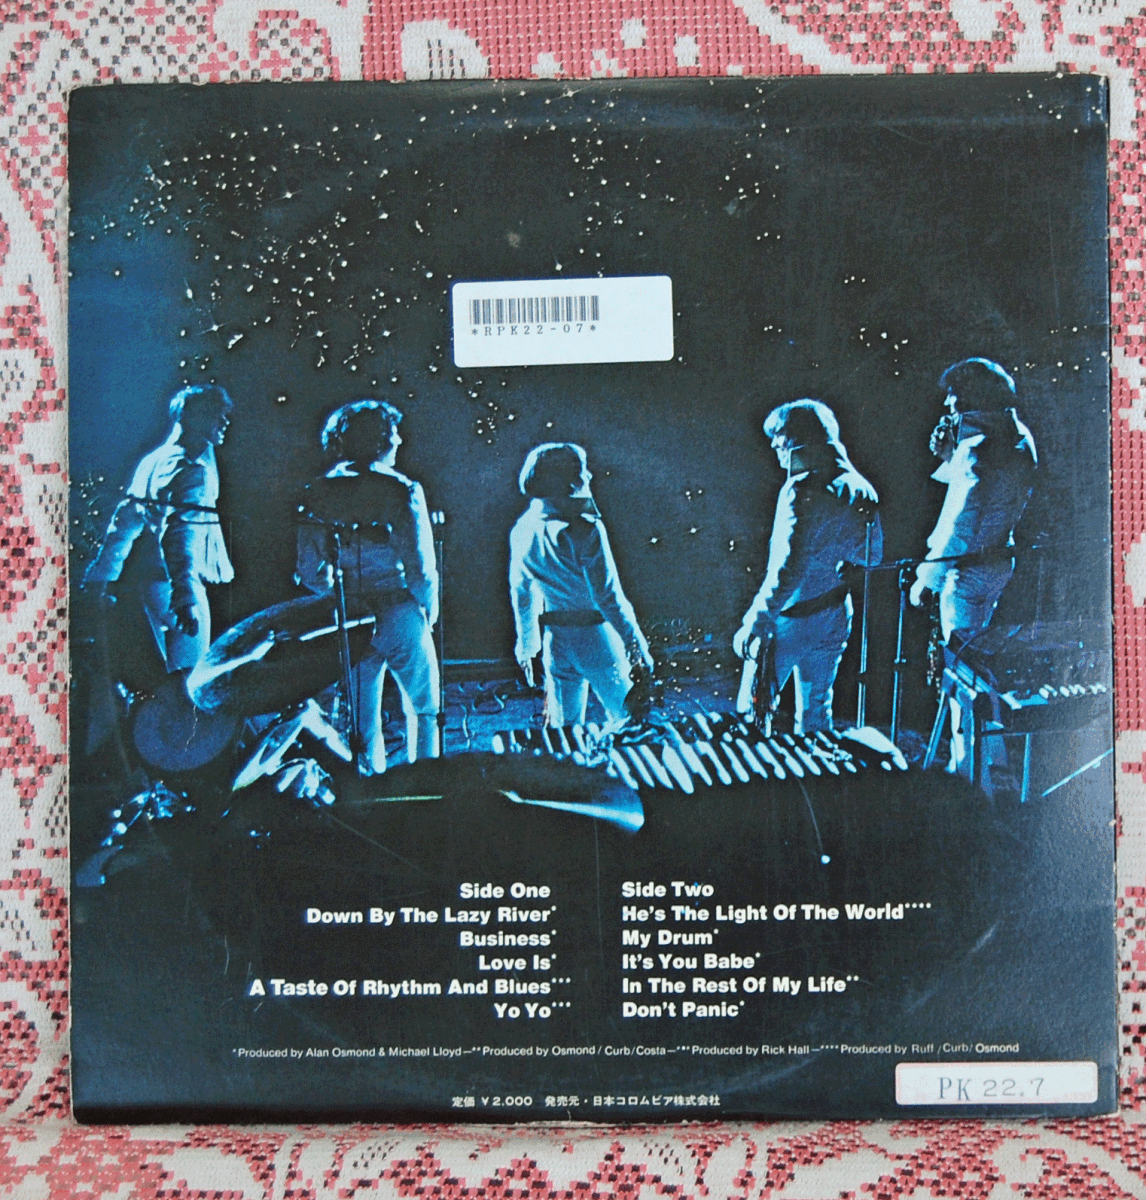 *RPK22-07*
Side One
Down By The Lazy River*
Business*
Love Is*
A Taste Of Rhythm And Blues***
Yo Yo***
Side Two
He's The Light Of The World****
My Drum*
It's You Babe*
In The Rest Of My Life**
Don't Panic*
*Produced by Alan Osmond & Michael Lloyd—**Produced by Osmond/Curb/Costa—***Produced by Rick Hall—****Produced by Ruff/Curb/Osmond
PK 22.7
定価 ¥2,000 発売元・日本コロムビア株式会社